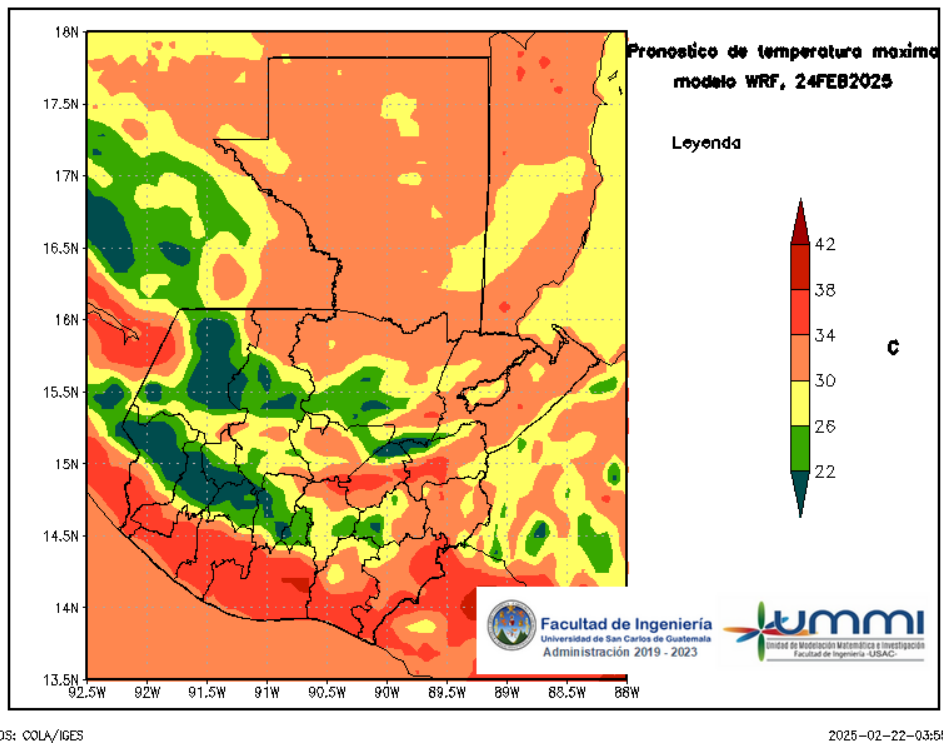 Pronostico de temperatura maxima
modelo WRF, 24FEB2025
Leyenda
18N
17.5N
17N
16.5N
16N
15.5N
15N
14.5N
14N
13.5N
92.5W 92W 91.5W 91W 90.5W 90W 89.5W 89W 88.5W 88W
42
38
34
30
26
22
C
Facultad de Ingeniería
Universidad de San Carlos de Guatemala
Administración 2019 - 2023
UMMI
Unidad de Modelación Matemática e Investigación
Facultad de Ingeniería -USAC-
COLA/IGES
2025-02-22-03:5